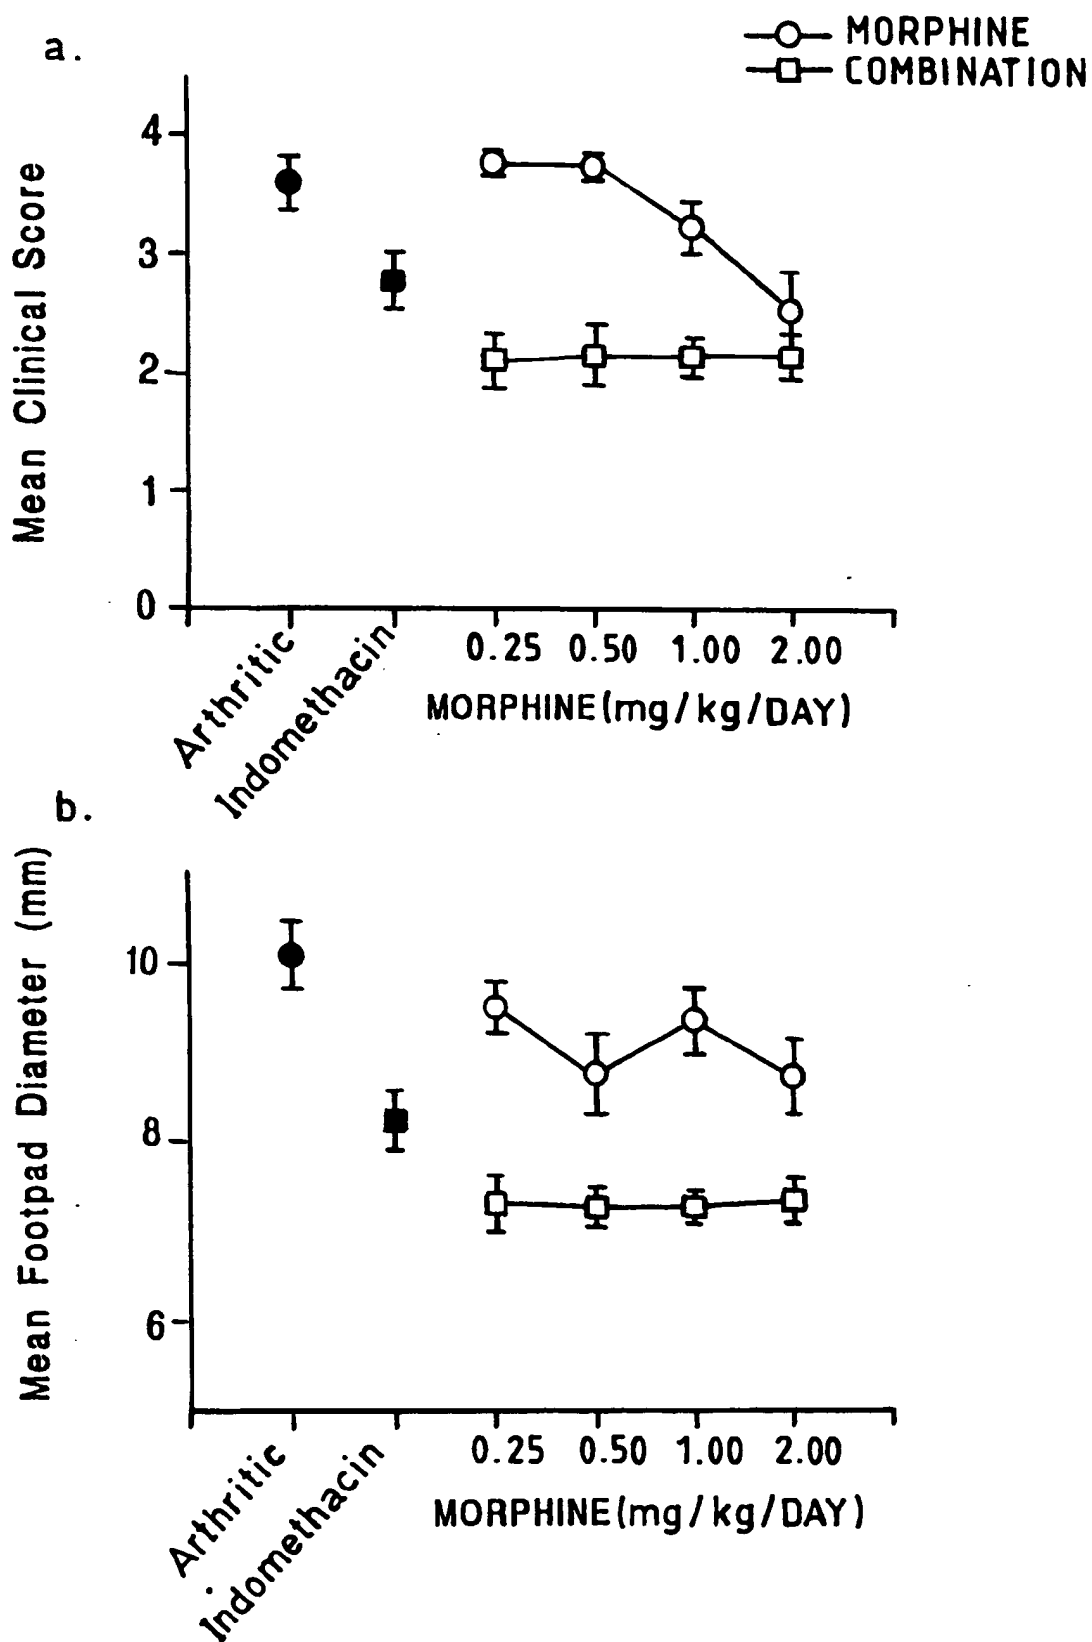 a.
MORPHINE
COMBINATION
Mean Clinical Score
4
3
2
1
0
Arthritic
Indomethacin
0.25 0.50 1.00 2.00
MORPHINE(mg/kg/DAY)
b.
Mean Footpad Diameter (mm)
10
8
6
Arthritic
Indomethacin
0.25 0.50 1.00 2.00
MORPHINE(mg/kg/DAY)